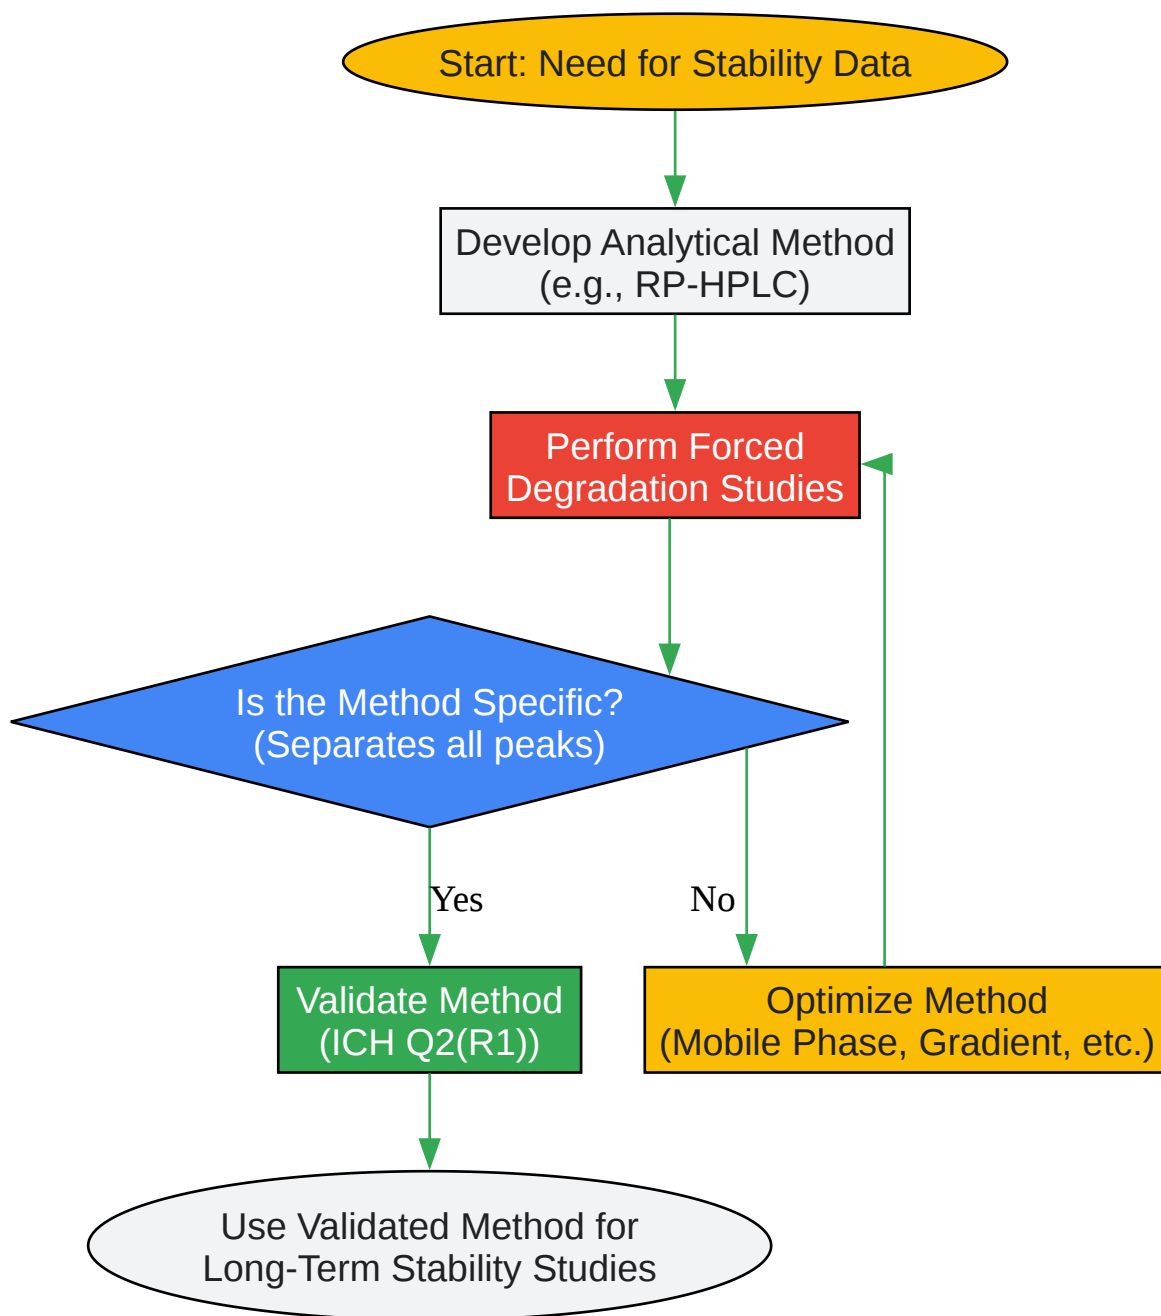 Start: Need for Stability Data
Develop Analytical Method
(e.g., RP-HPLC)
Perform Forced
Degradation Studies
Is the Method Specific?
(Separates all peaks)
Yes
No
Validate Method
(ICH Q2(R1))
Optimize Method
(Mobile Phase, Gradient, etc.)
Use Validated Method for
Long-Term Stability Studies